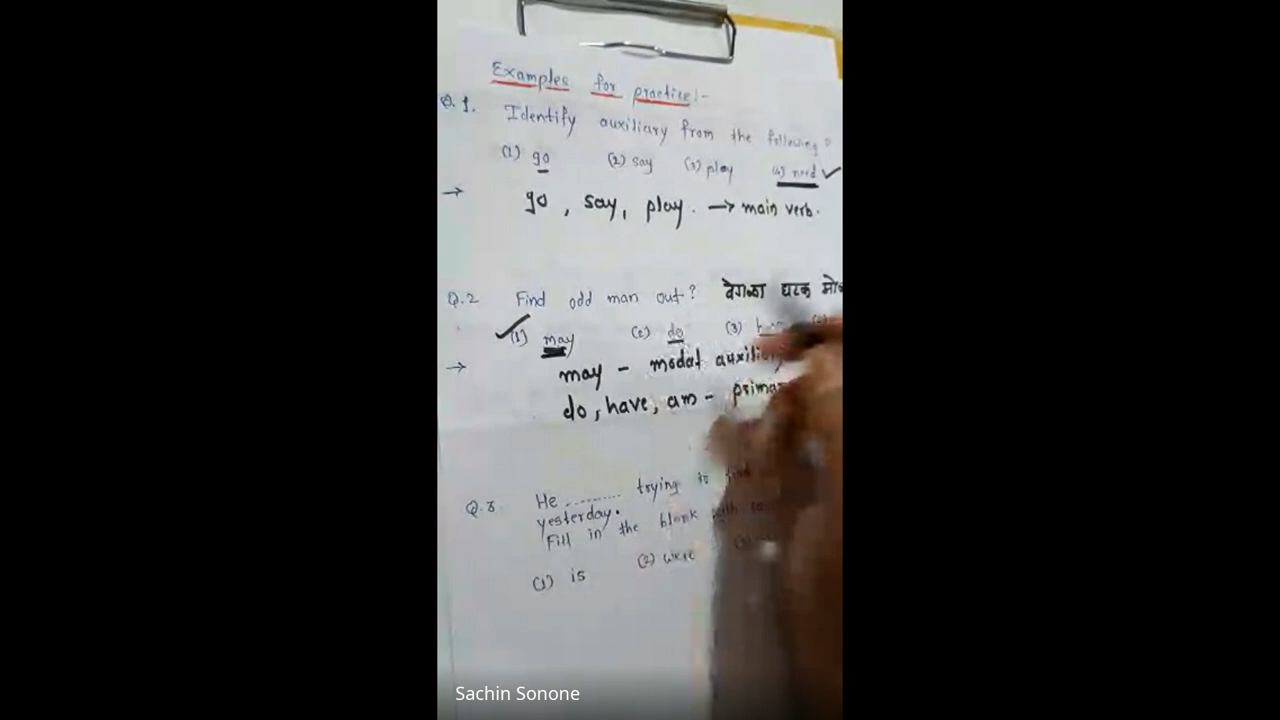 Examples for practice:-
Q.1. Identify auxiliary from the following?
(1) go (2) say (3) play (4) need
→ go, say, play. → main verb.
Q.2 Find odd man out? वेगळा घटक
(1) may (2) do (3)
→ may - modal
do, have, am -
Q.3. He .......... trying to
yesterday.
Fill in the blank
(1) is (2) were
Sachin Sonone